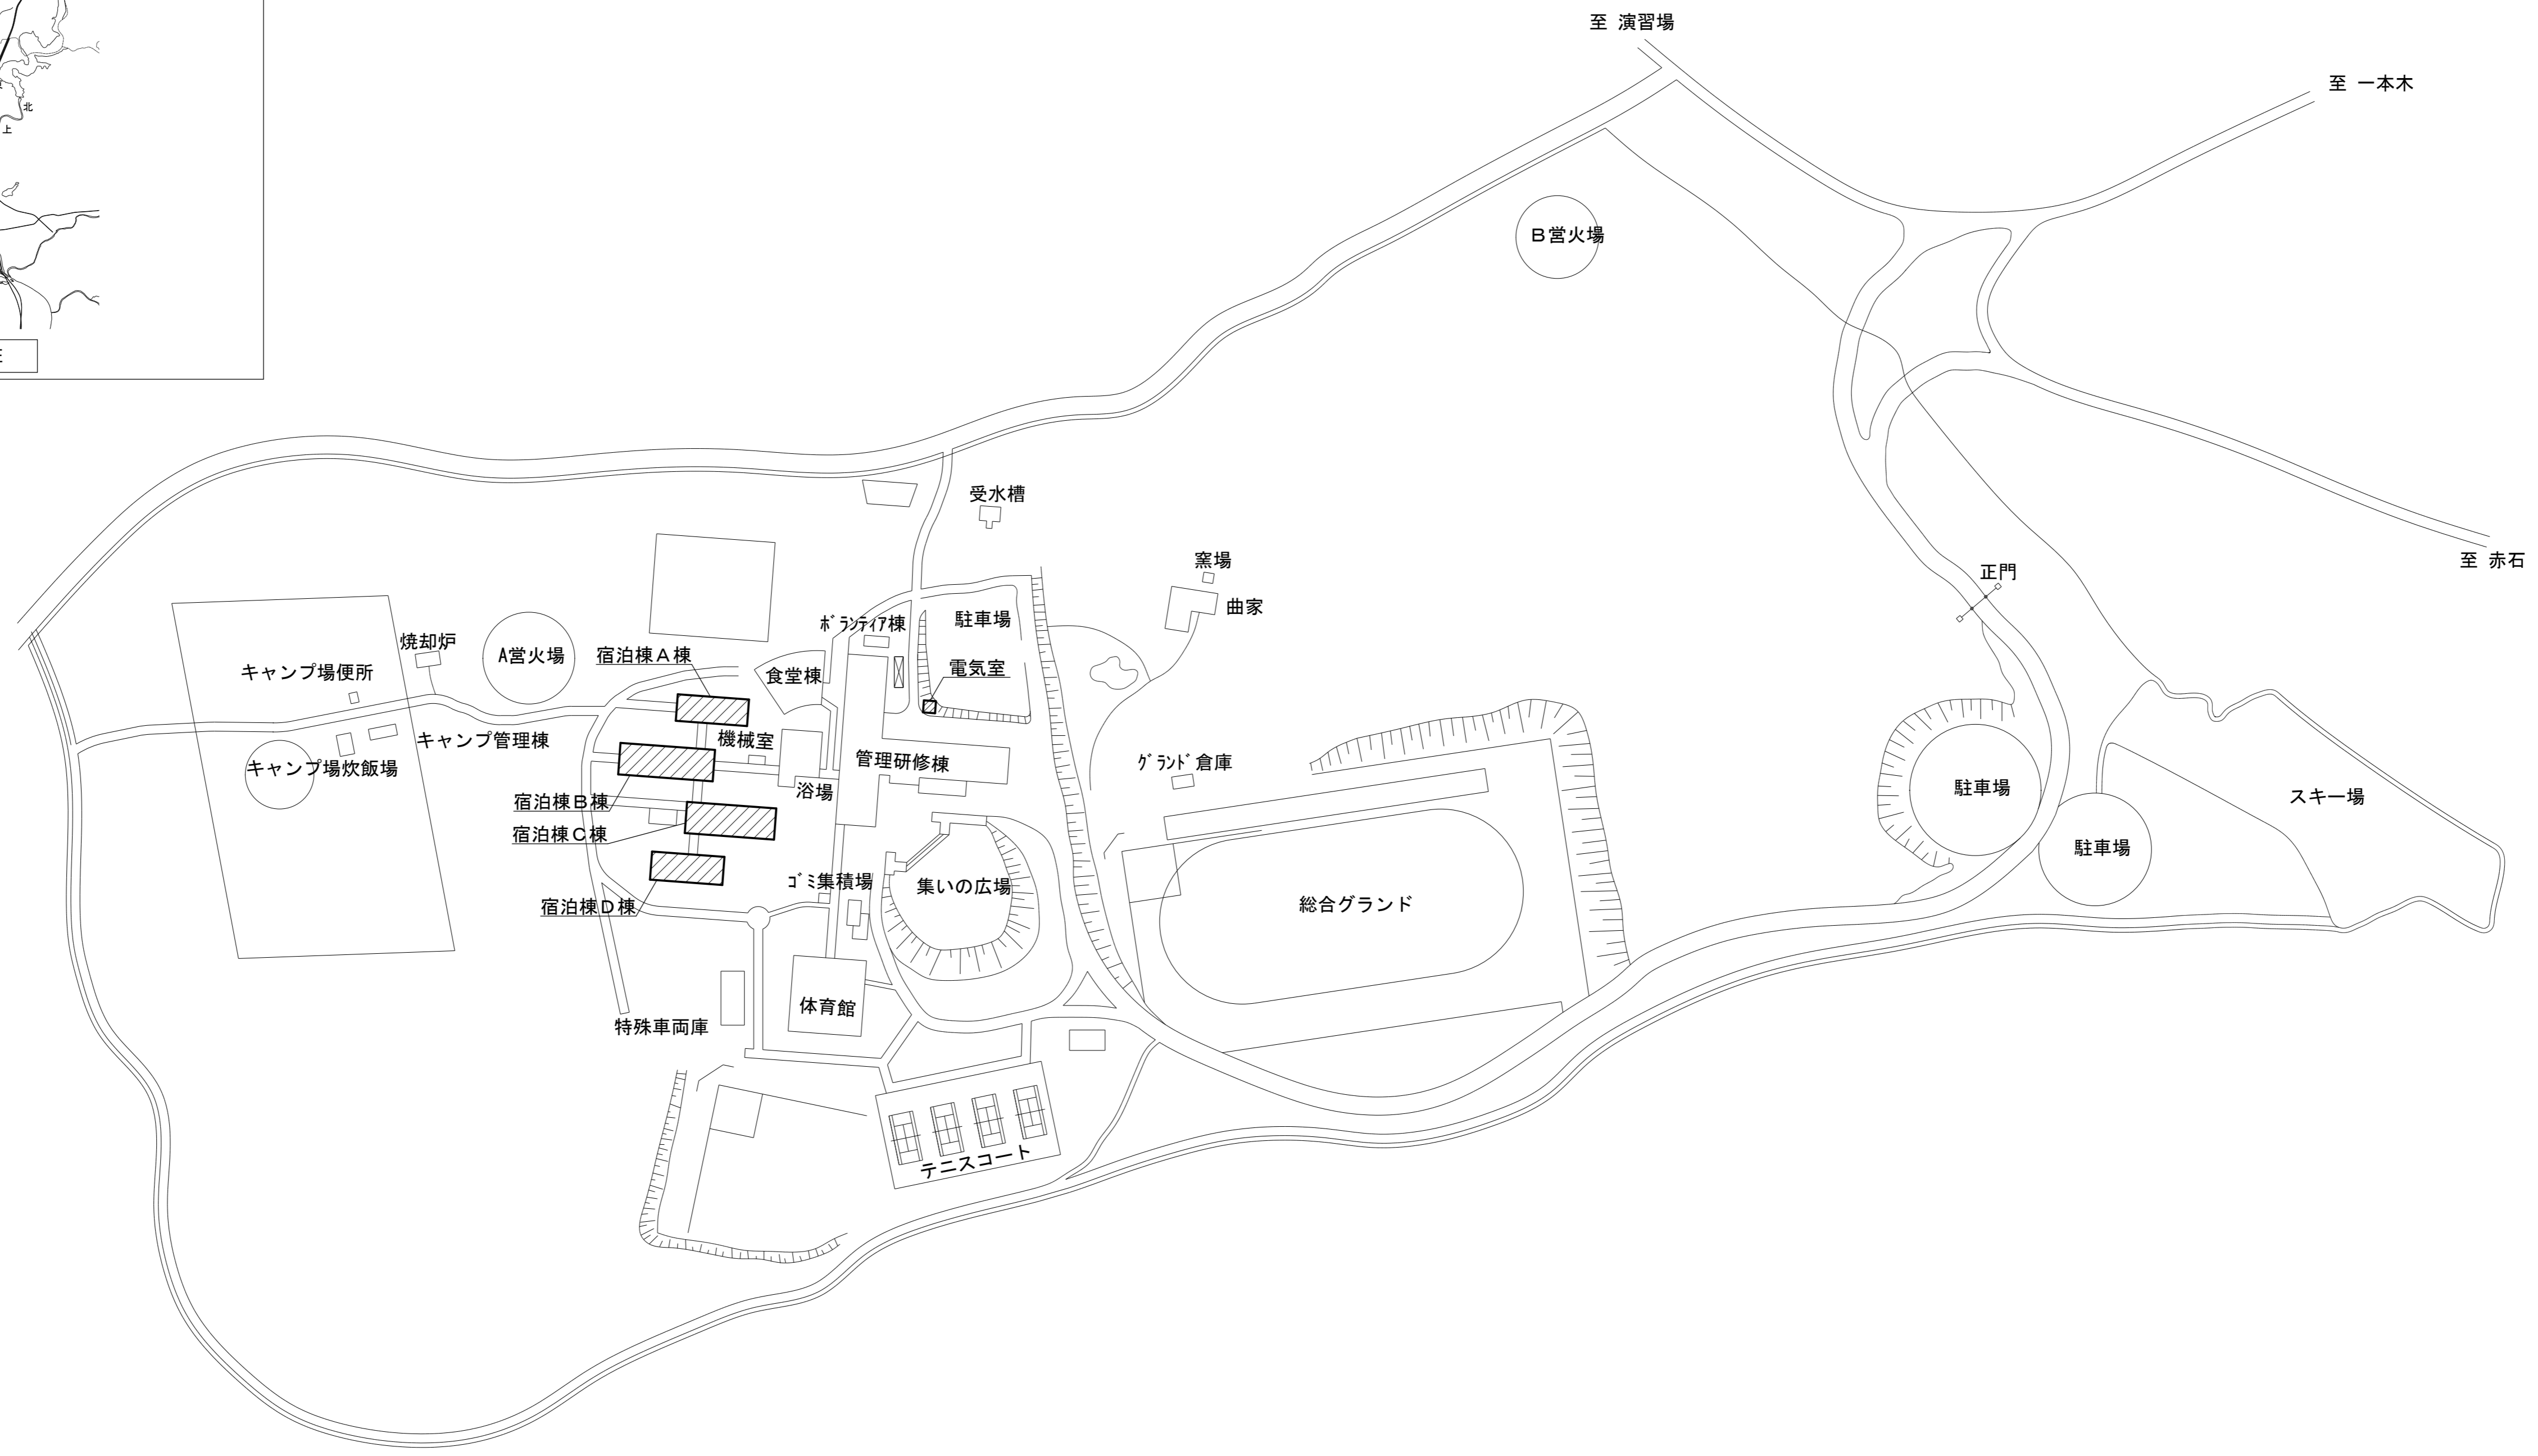 至 演習場
至 一本木
北
上
B営火場
受水槽
窯場
至 赤石
正門
曲家
駐車場
ボランティア棟
焼却炉
A営火場
宿泊棟A棟
キャンプ場便所
食堂棟
電気室
キャンプ管理棟
機械室
管理研修棟
グランド倉庫
キャンプ場炊飯場
浴場
駐車場
スキー場
宿泊棟B棟
宿泊棟C棟
駐車場
ゴミ集積場
集いの広場
総合グランド
宿泊棟D棟
体育館
特殊車両庫
テニスコート